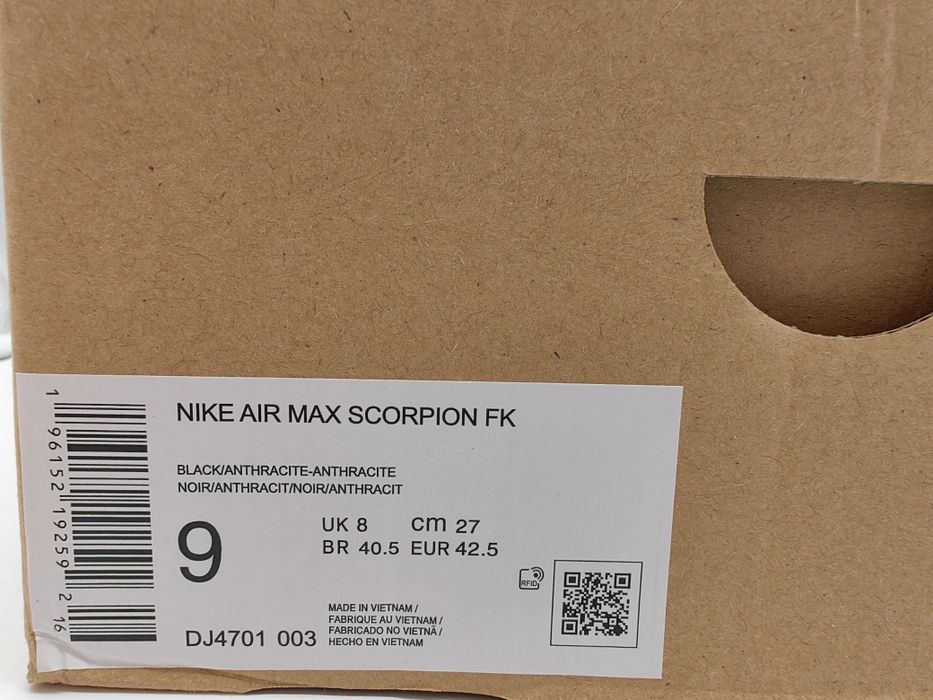 NIKE AIR MAX SCORPION FK
BLACK/ANTHRACITE-ANTHRACITE
NOIR/ANTHRACIT/NOIR/ANTHRACIT
9
UK 8 cm 27
BR 40.5 EUR 42.5
RFID
DJ4701 003
MADE IN VIETNAM /
FABRIQUE AU VIETNAM /
FABRICADO NO VIETNÃ /
HECHO EN VIETNAM
1 96152 19259 2 16